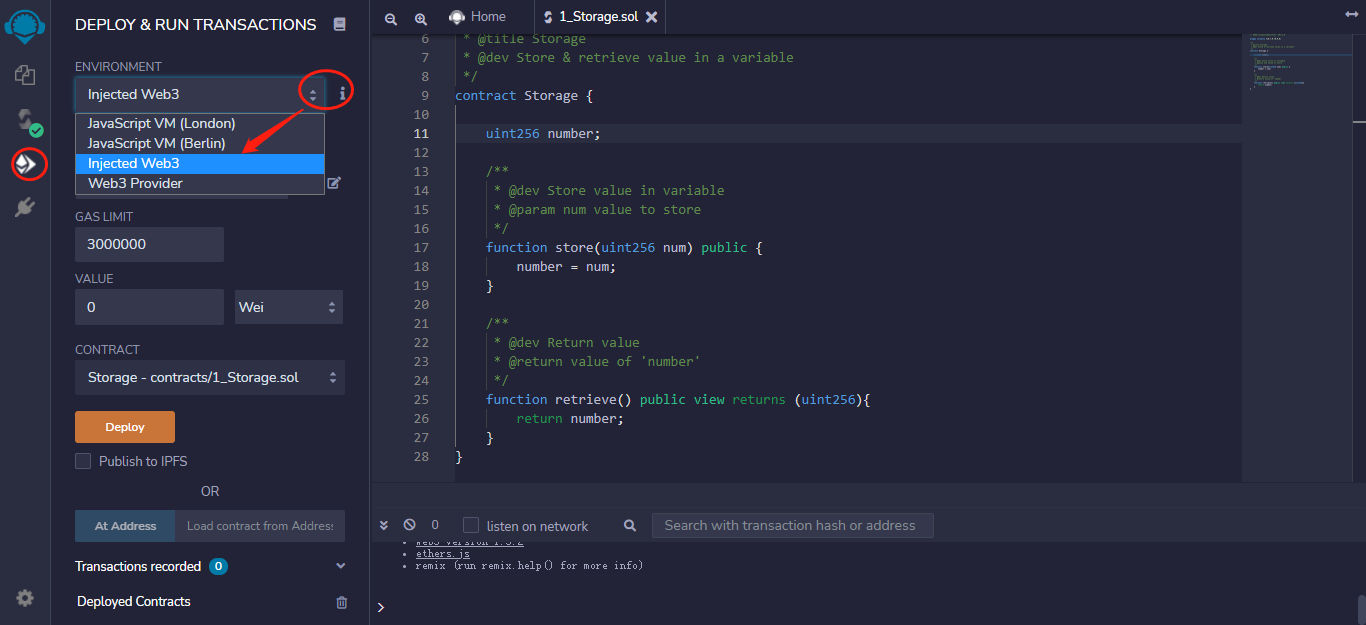 DEPLOY & RUN TRANSACTIONS
ENVIRONMENT
Injected Web3
JavaScript VM (London)
JavaScript VM (Berlin)
Injected Web3
Web3 Provider
GAS LIMIT
3000000
VALUE
0
Wei
CONTRACT
Storage - contracts/1_Storage.sol
Deploy
Publish to IPFS
OR
At Address
Load contract from Address
Transactions recorded 0
Deployed Contracts
Home
1_Storage.sol
6 * @title Storage
7 * @dev Store & retrieve value in a variable
8 */
9 contract Storage {
10
11 uint256 number;
12
13 /**
14 * @dev Store value in variable
15 * @param num value to store
16 */
17 function store(uint256 num) public {
18 number = num;
19 }
20
21 /**
22 * @dev Return value
23 * @return value of 'number'
24 */
25 function retrieve() public view returns (uint256){
26 return number;
27 }
28 }
0
listen on network
Search with transaction hash or address
• web3 version 1.5.2
• ethers.js
• remix (run remix.help() for more info)
>